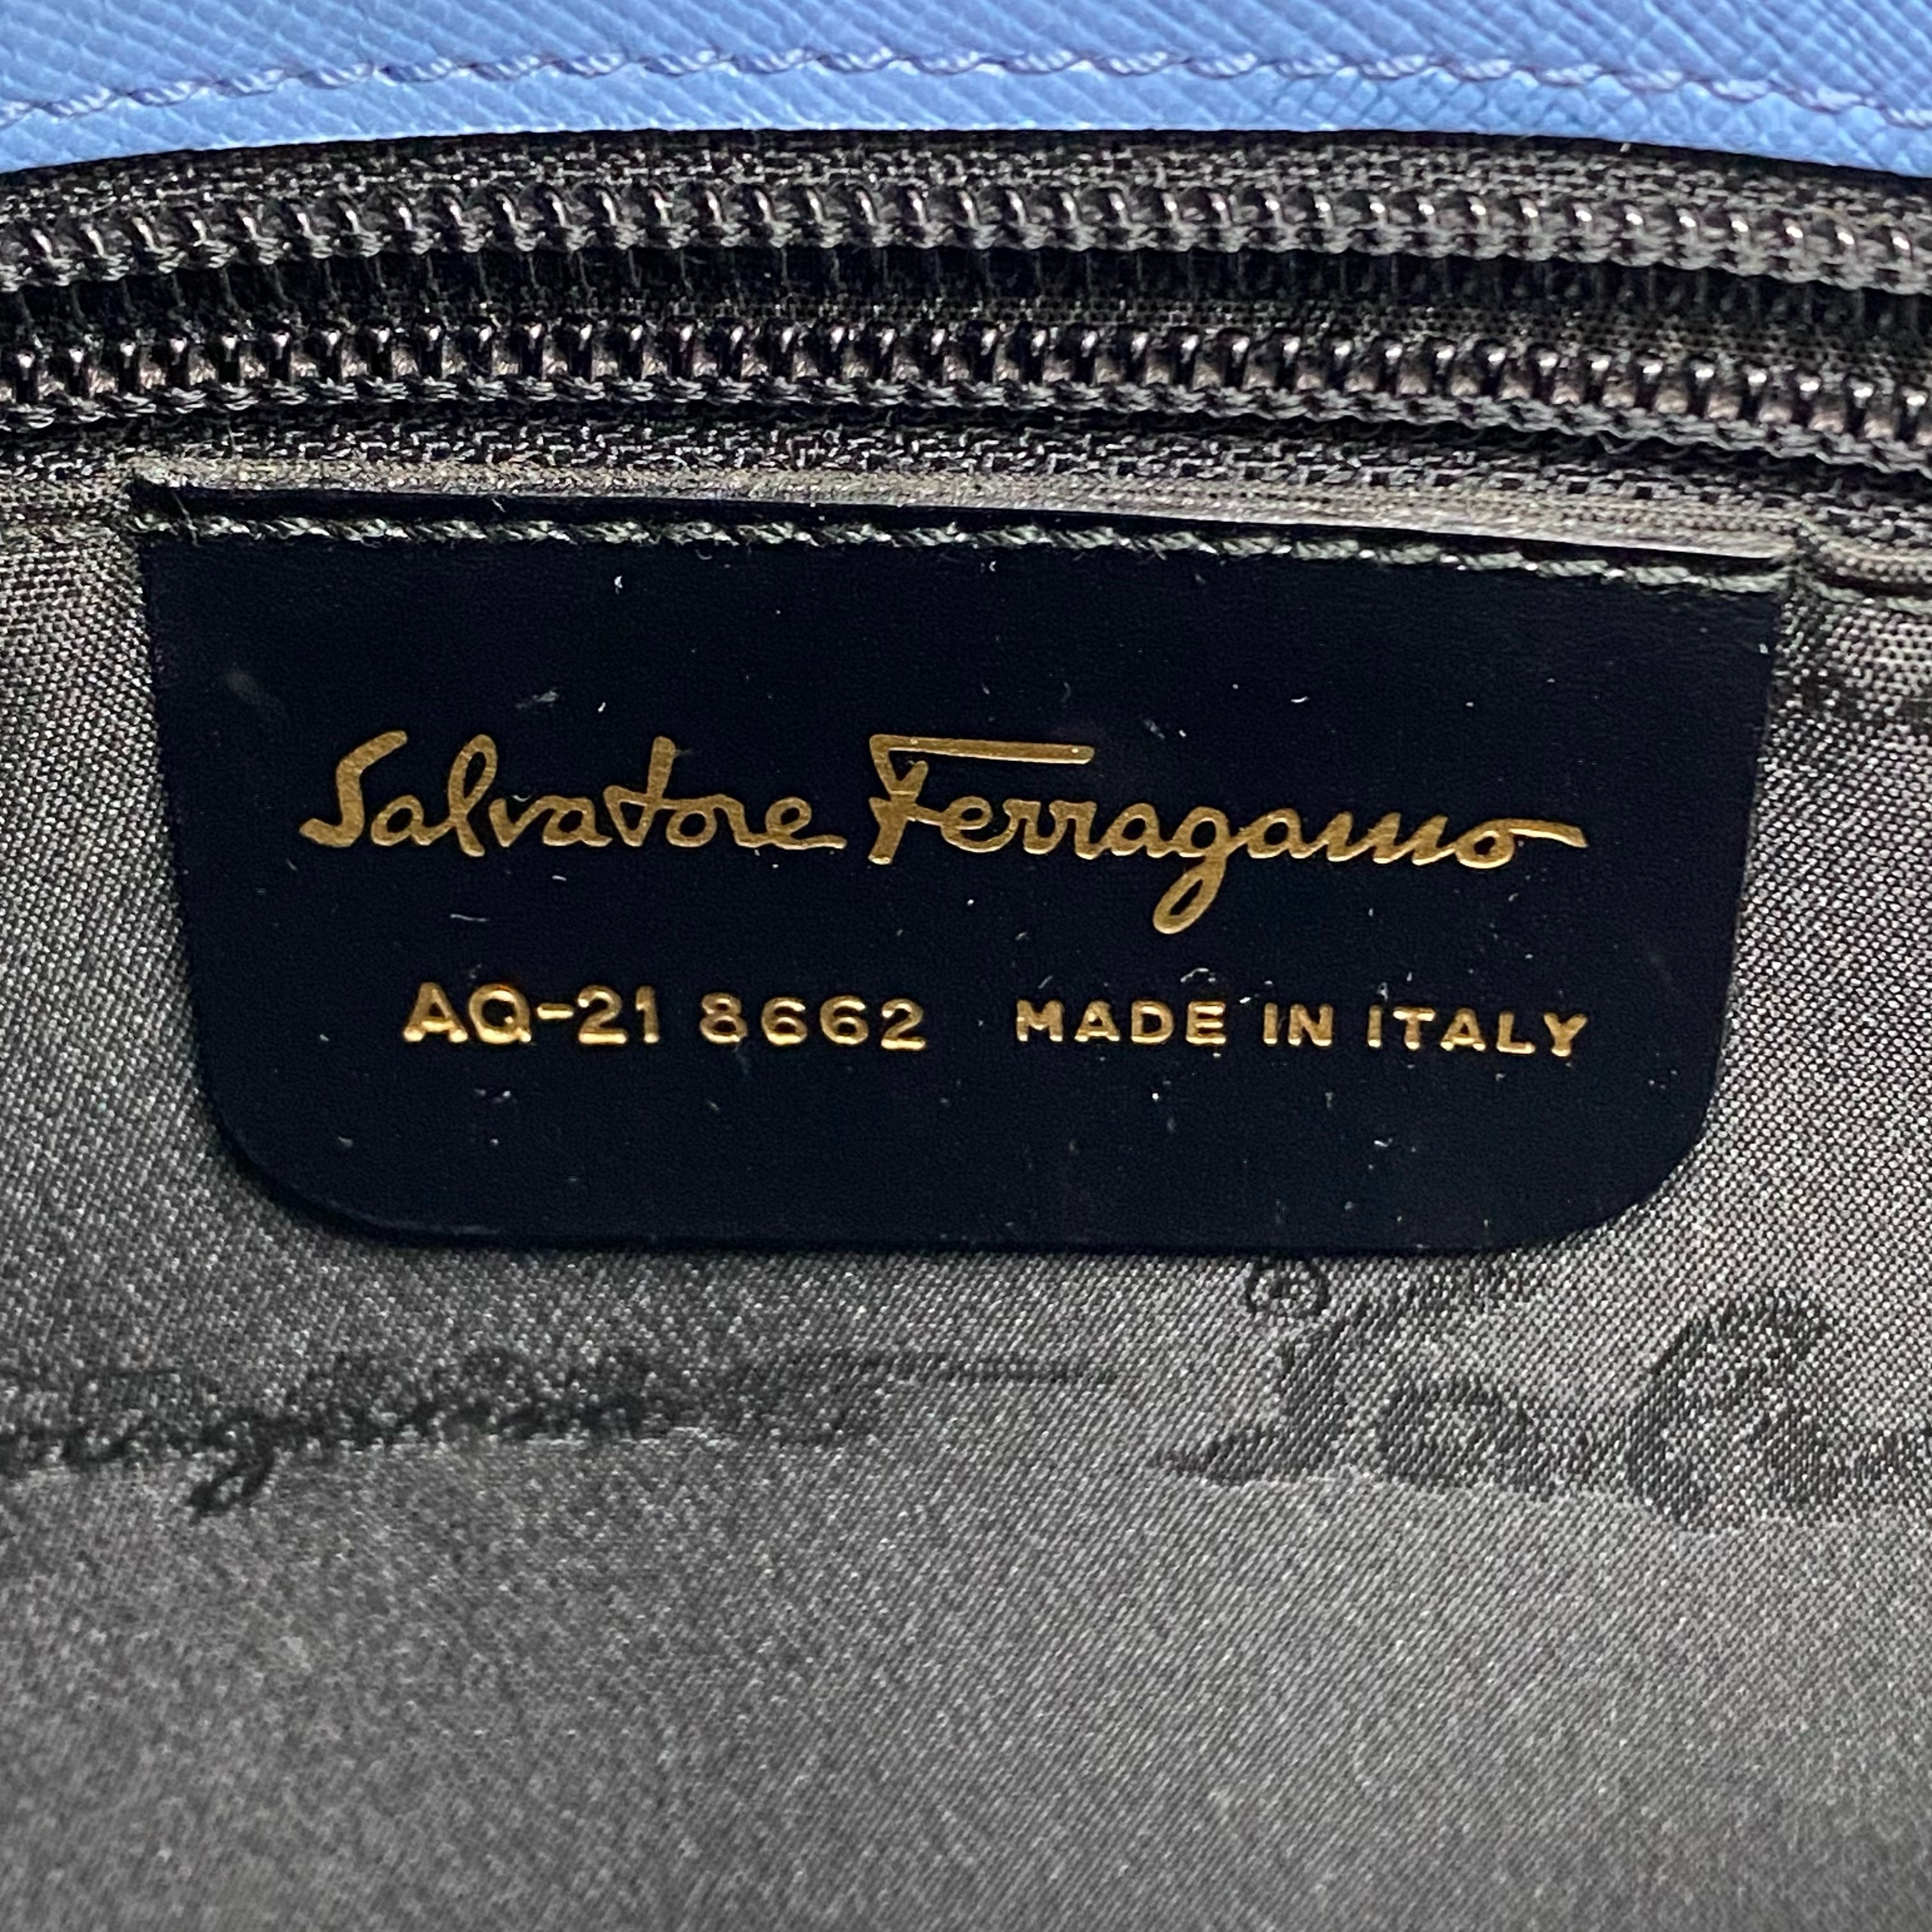 Salvatore Ferragamo
AQ-21 8662 MADE IN ITALY
®